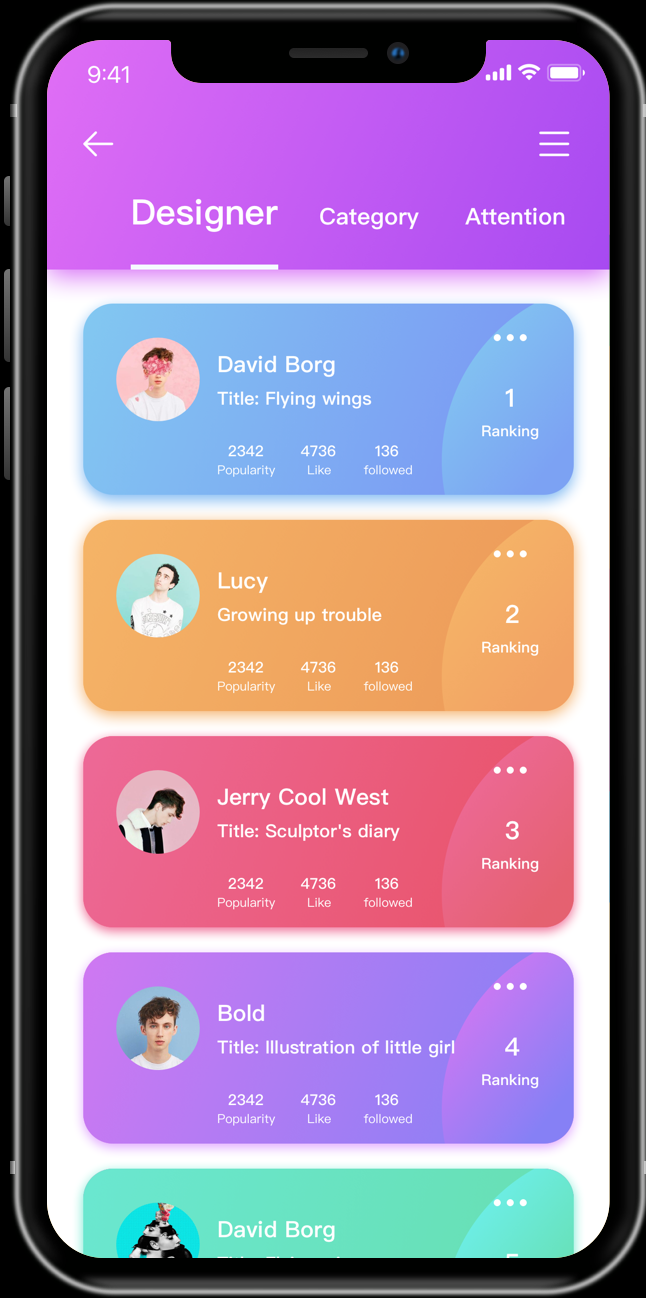 9:41
Designer Category Attention
David Borg
Title: Flying wings
1
Ranking
2342 4736 136
Popularity Like followed
Lucy
Growing up trouble
2
Ranking
2342 4736 136
Popularity Like followed
Jerry Cool West
Title: Sculptor's diary
3
Ranking
2342 4736 136
Popularity Like followed
Bold
Title: Illustration of little girl
4
Ranking
2342 4736 136
Popularity Like followed
David Borg